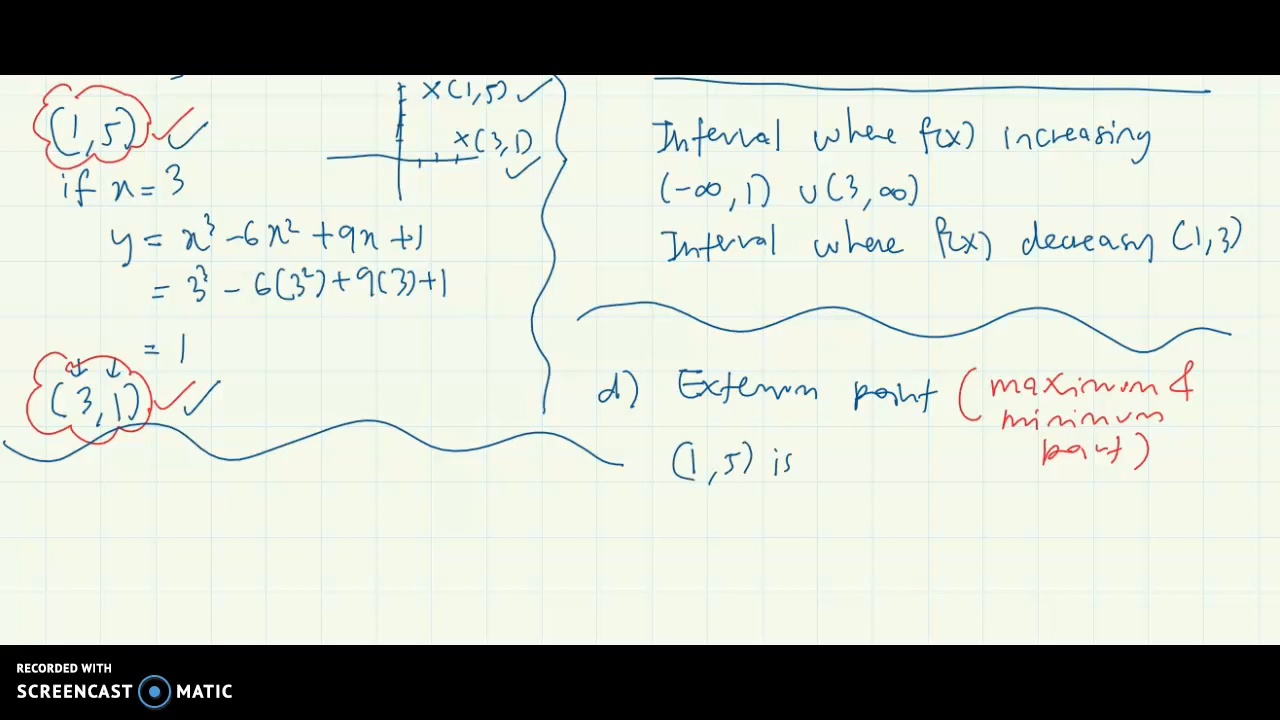 (1,5)
if x = 3
y = x³ - 6x² + 9x + 1
= 3³ - 6(3²) + 9(3) + 1
= 1
(3,1)
x (1,5)
x (3,1)
Interval where f(x) increasing
(-∞,1) ∪ (3,∞)
Interval where f(x) decreasy (1,3)
d) Extemum point (maximum &
minimum
point)
(1,5) is
RECORDED WITH
SCREENCAST MATIC